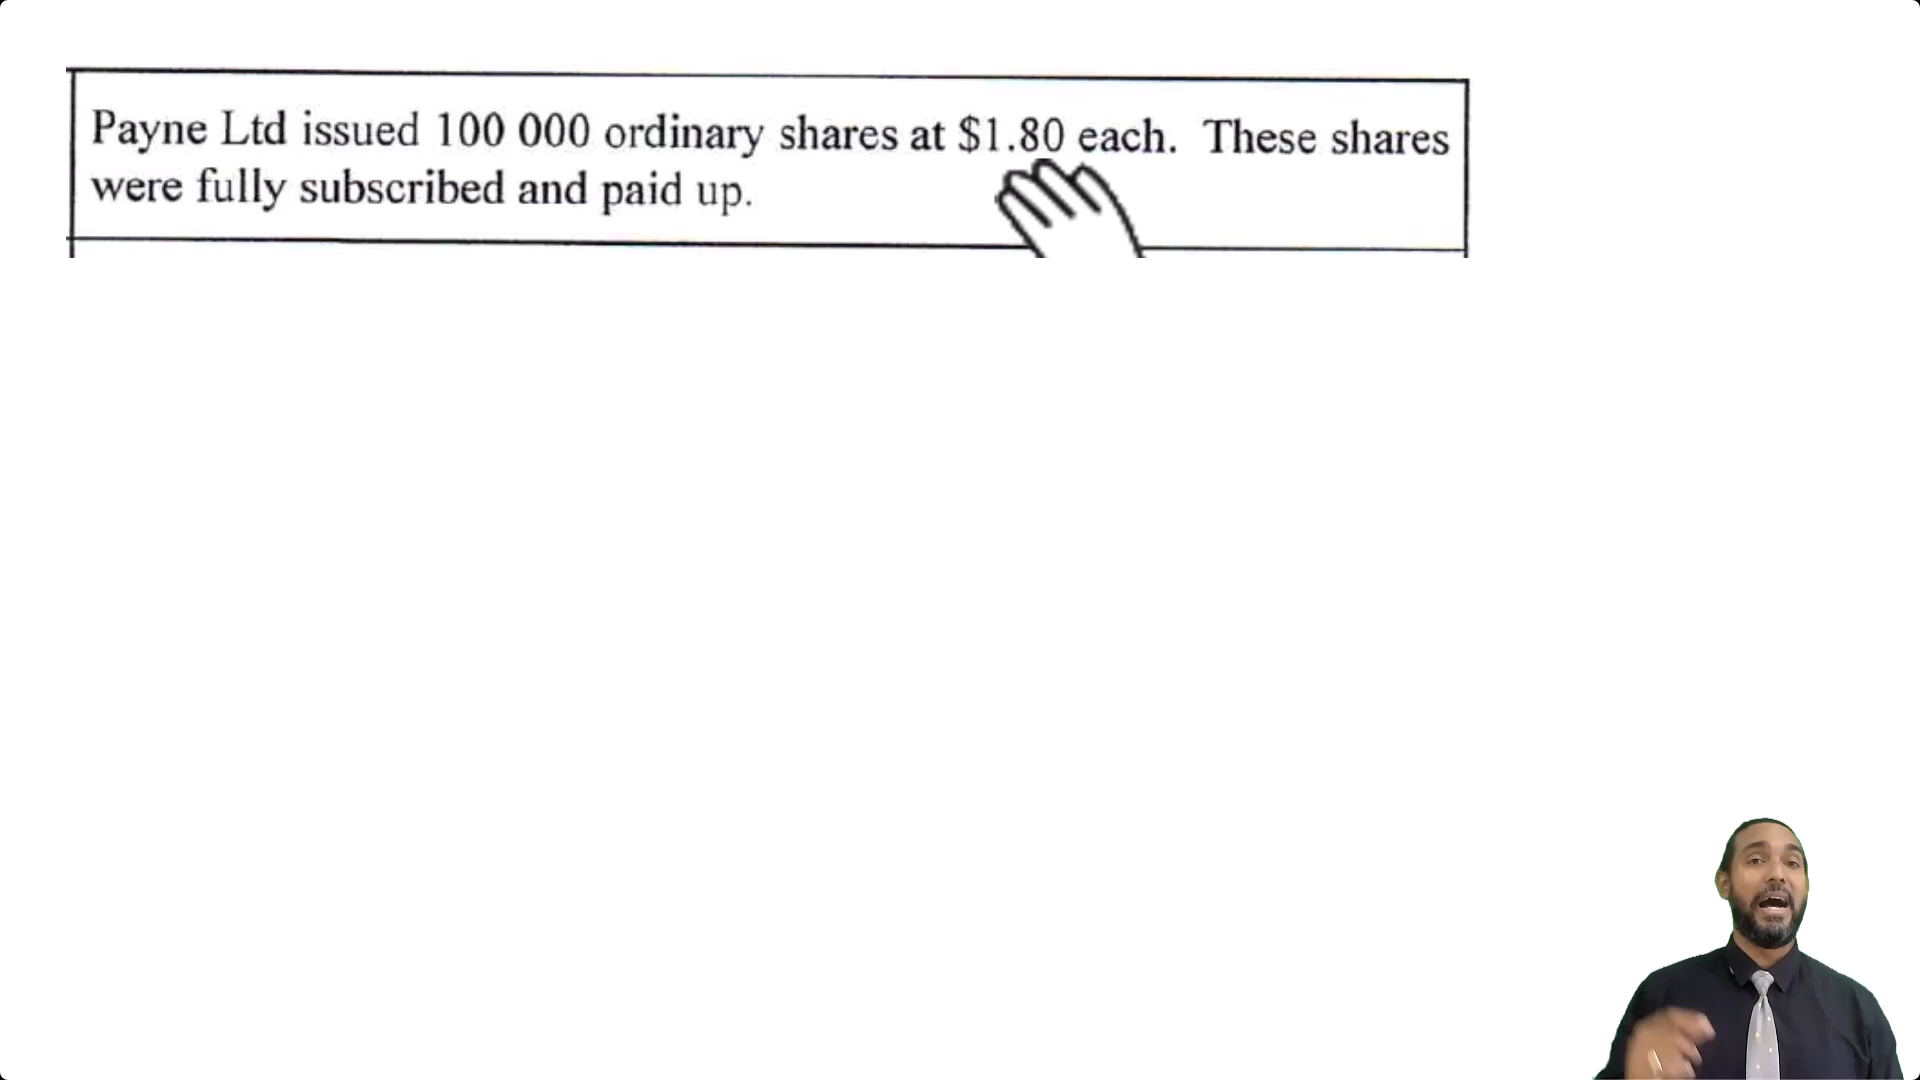 Payne Ltd issued 100 000 ordinary shares at $1.80 each. These shares
were fully subscribed and paid up.